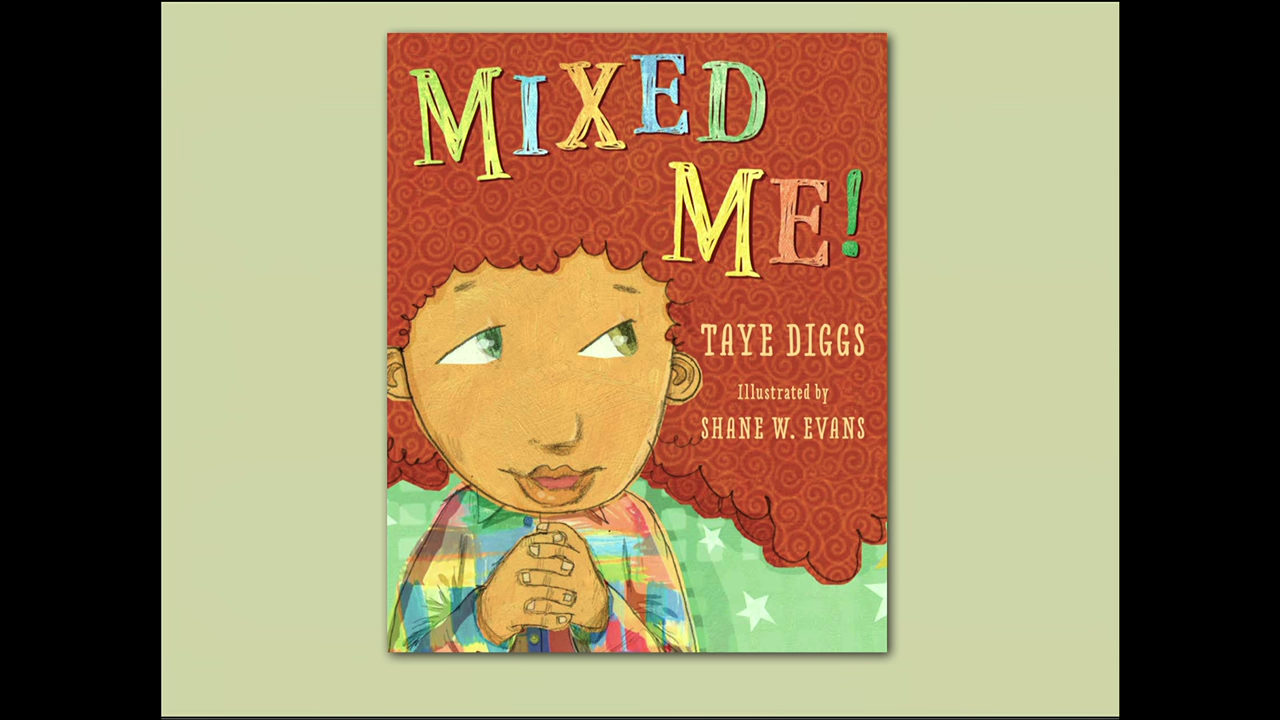 MIXED
ME!
TAYE DIGGS
Illustrated by
SHANE W. EVANS